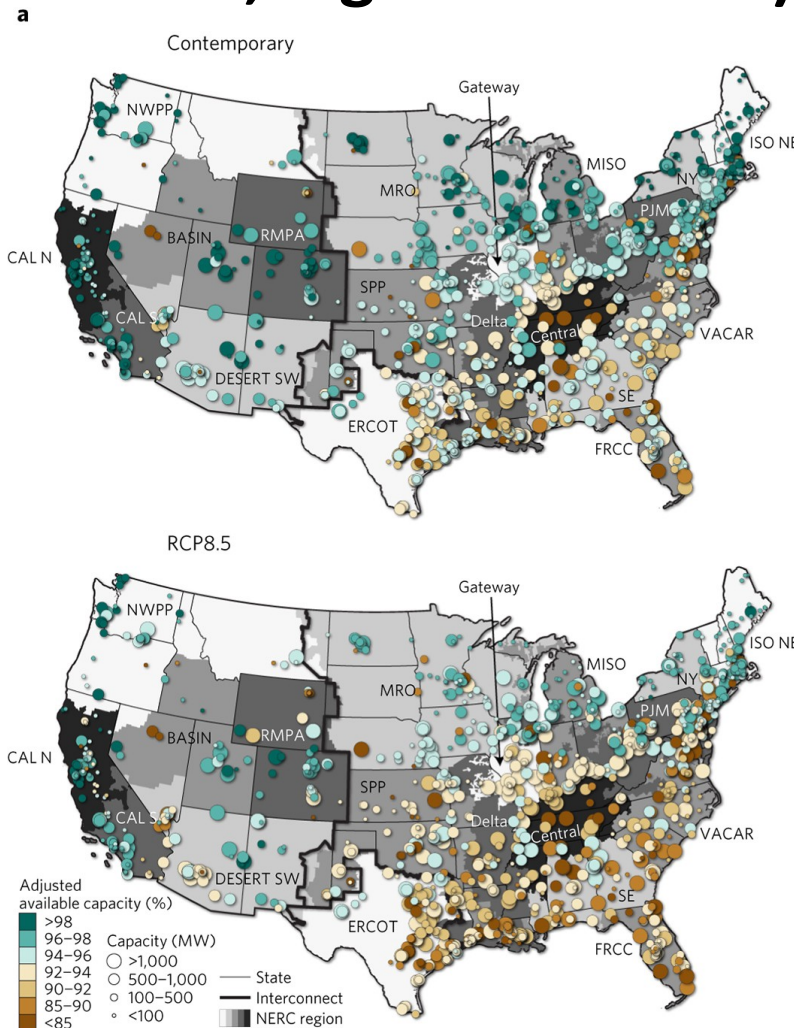 a
Contemporary
Gateway
NWPP
ISO NE
MISO
NY
MRO
PJM
BASIN
RMPA
CAL N
SPP
CAL S
Delta
Central
VACAR
DESERT SW
SE
ERCOT
FRCC
RCP8.5
Gateway
NWPP
ISO NE
MISO
NY
MRO
PJM
BASIN
RMPA
CAL N
SPP
CAL S
Delta
Central
VACAR
DESERT SW
SE
ERCOT
FRCC
Adjusted
available capacity (%)
>98
96–98
94–96
92–94
90–92
85–90
<85
Capacity (MW)
>1,000
500–1,000
100–500
<100
State
Interconnect
NERC region